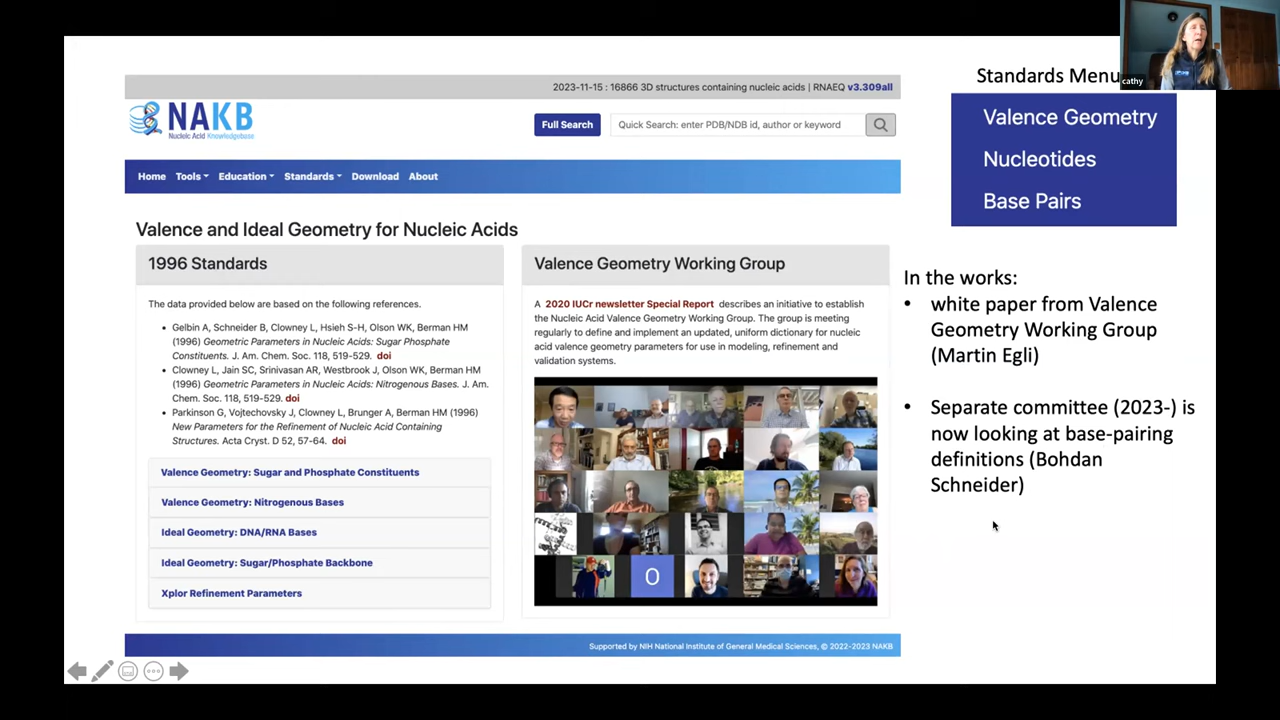 cathy
Standards Menu
Valence Geometry
Nucleotides
Base Pairs
2023-11-15 : 16866 3D structures containing nucleic acids | RNAEQ v3.309all
NAKB
Nucleic Acid Knowledgebase
Full Search
Quick Search: enter PDB/NDB id, author or keyword
Home Tools Education Standards Download About
Valence and Ideal Geometry for Nucleic Acids
1996 Standards
The data provided below are based on the following references.
• Gelbin A, Schneider B, Clowney L, Hsieh S-H, Olson WK, Berman HM
(1996) Geometric Parameters in Nucleic Acids: Sugar Phosphate
Constituents. J. Am. Chem. Soc. 118, 519-529. doi
• Clowney L, Jain SC, Srinivasan AR, Westbrook J, Olson WK, Berman HM
(1996) Geometric Parameters in Nucleic Acids: Nitrogenous Bases. J. Am.
Chem. Soc. 118, 519-529. doi
• Parkinson G, Vojtechovsky J, Clowney L, Brunger A, Berman HM (1996)
New Parameters for the Refinement of Nucleic Acid Containing
Structures. Acta Cryst. D 52, 57-64. doi
Valence Geometry: Sugar and Phosphate Constituents
Valence Geometry: Nitrogenous Bases
Ideal Geometry: DNA/RNA Bases
Ideal Geometry: Sugar/Phosphate Backbone
Xplor Refinement Parameters
Valence Geometry Working Group
A 2020 IUCr newsletter Special Report describes an initiative to establish
the Nucleic Acid Valence Geometry Working Group. The group is meeting
regularly to define and implement an updated, uniform dictionary for nucleic
acid valence geometry parameters for use in modeling, refinement and
validation systems.
O
In the works:
• white paper from Valence
Geometry Working Group
(Martin Egli)
• Separate committee (2023-) is
now looking at base-pairing
definitions (Bohdan
Schneider)
Supported by NIH National Institute of General Medical Sciences, © 2022-2023 NAKB